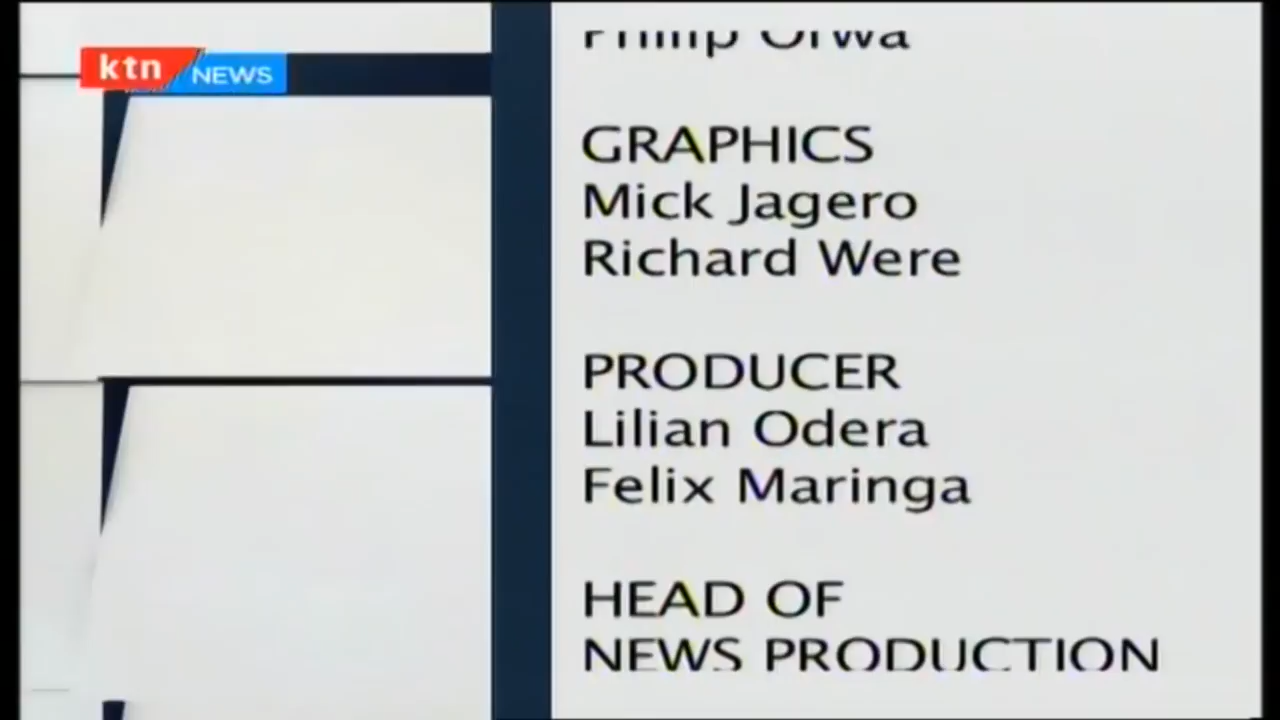 ktn NEWS
GRAPHICS
Mick Jagero
Richard Were
PRODUCER
Lilian Odera
Felix Maringa
HEAD OF
NEWS PRODUCTION